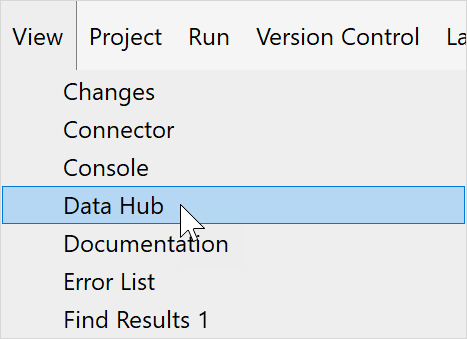 View Project Run Version Control La
Changes
Connector
Console
Data Hub
Documentation
Error List
Find Results 1